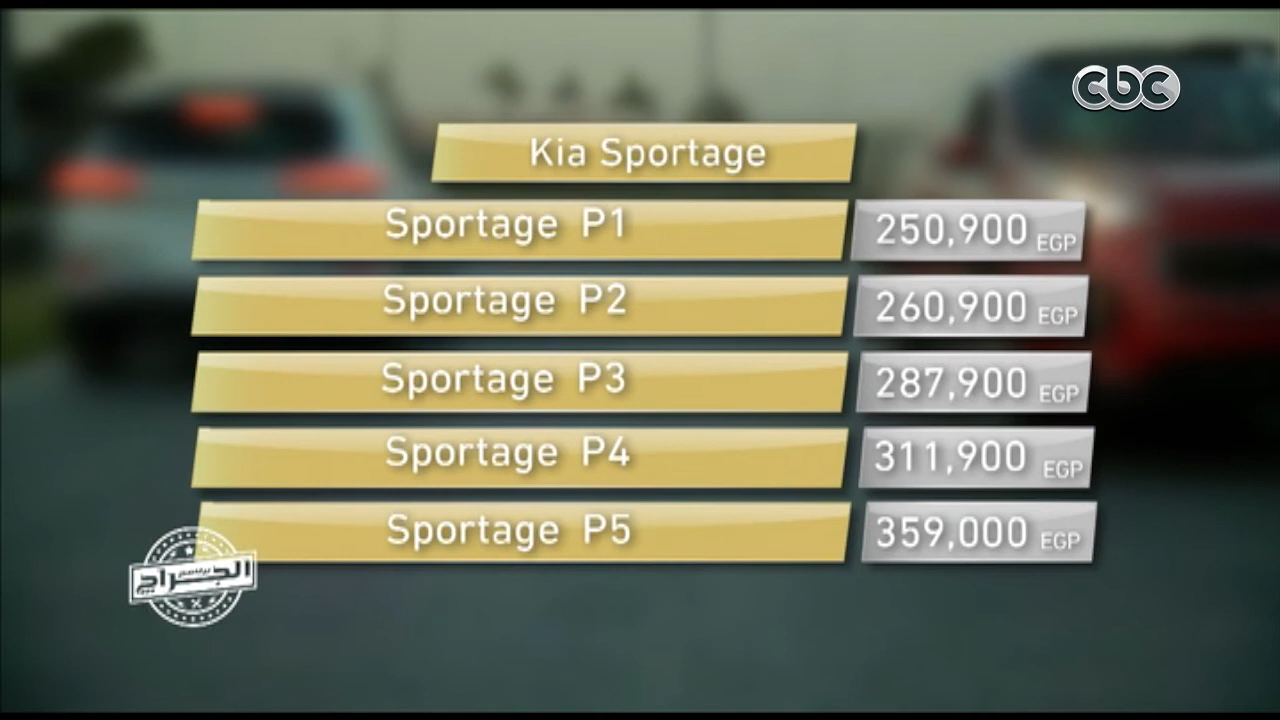 cbc
Kia Sportage
Sportage P1 250,900 EGP
Sportage P2 260,900 EGP
Sportage P3 287,900 EGP
Sportage P4 311,900 EGP
Sportage P5 359,000 EGP
برنامج
الجراج